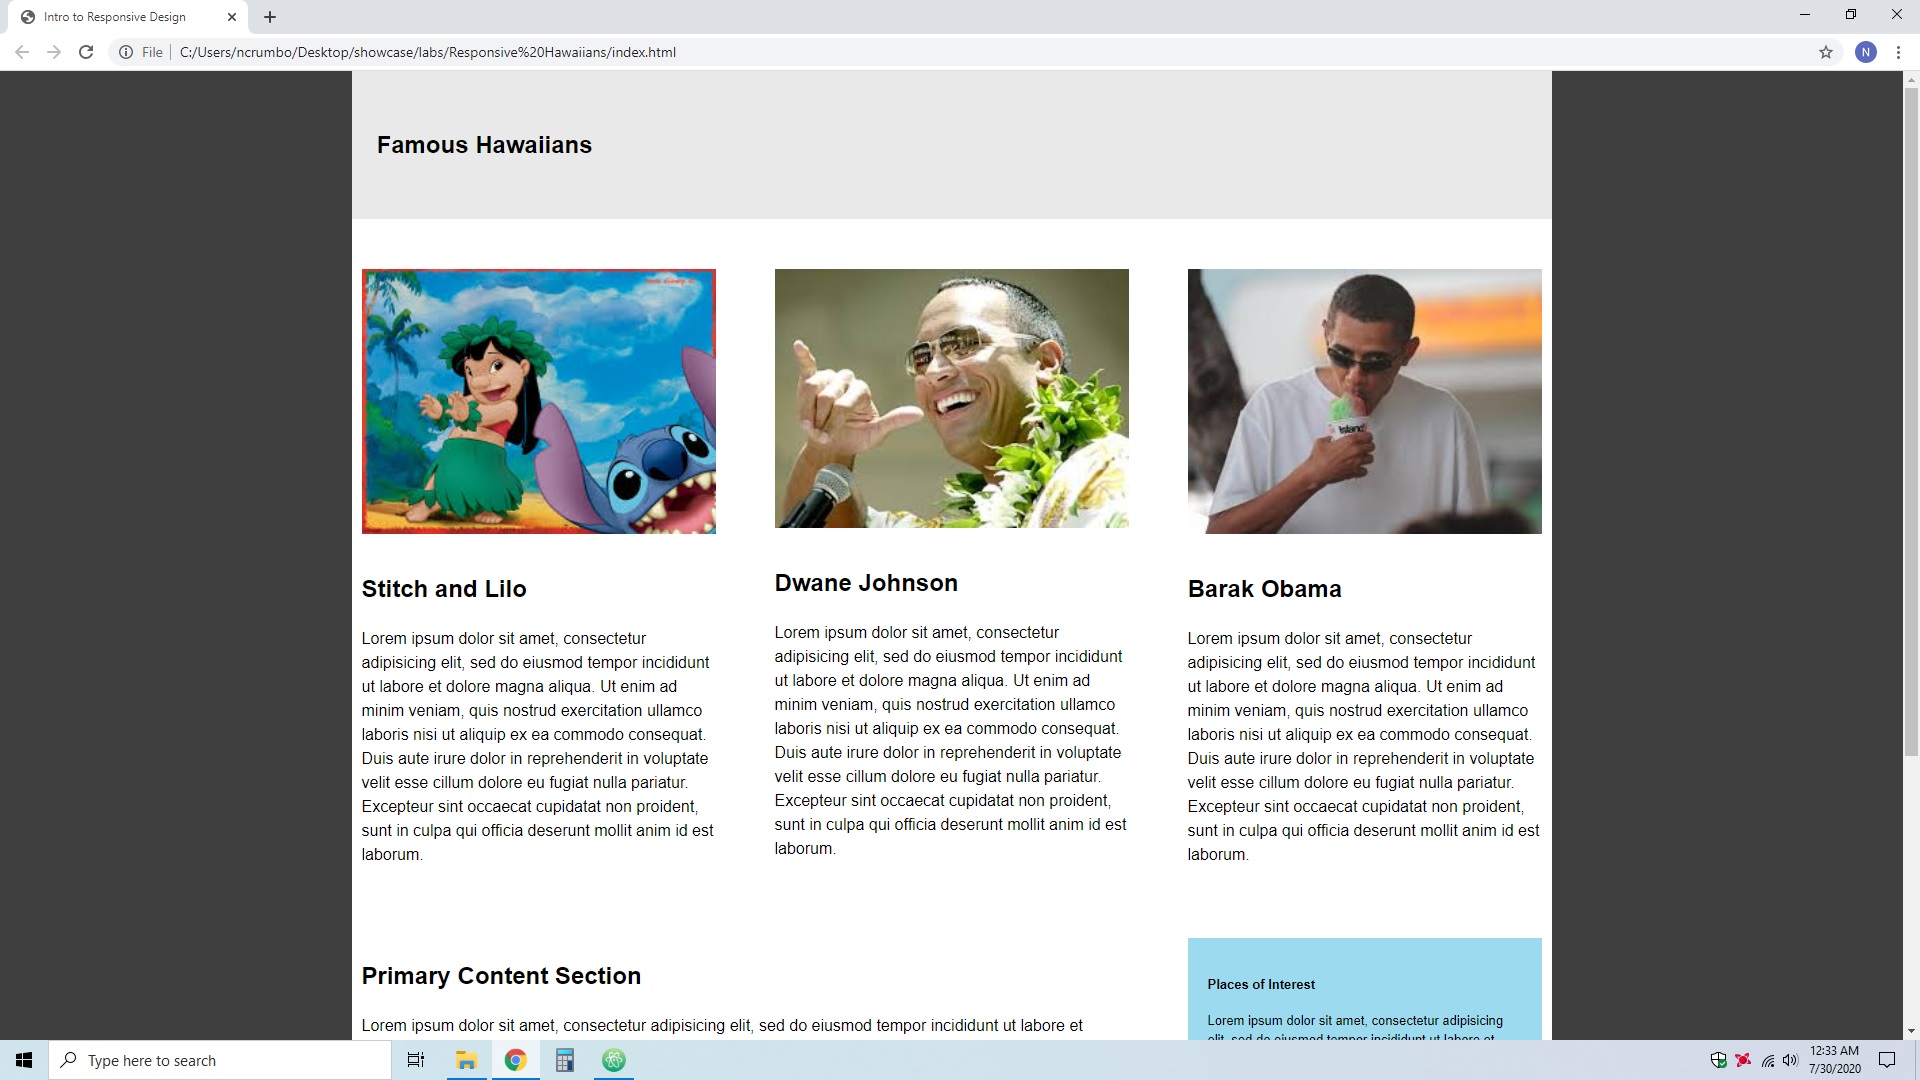 Intro to Responsive Design
File
C:/Users/ncrumbo/Desktop/showcase/labs/Responsive%20Hawaiians/index.html
N
Famous Hawaiians
Island
Stitch and Lilo
Lorem ipsum dolor sit amet, consectetur
adipisicing elit, sed do eiusmod tempor incididunt
ut labore et dolore magna aliqua. Ut enim ad
minim veniam, quis nostrud exercitation ullamco
laboris nisi ut aliquip ex ea commodo consequat.
Duis aute irure dolor in reprehenderit in voluptate
velit esse cillum dolore eu fugiat nulla pariatur.
Excepteur sint occaecat cupidatat non proident,
sunt in culpa qui officia deserunt mollit anim id est
laborum.
Dwane Johnson
Lorem ipsum dolor sit amet, consectetur
adipisicing elit, sed do eiusmod tempor incididunt
ut labore et dolore magna aliqua. Ut enim ad
minim veniam, quis nostrud exercitation ullamco
laboris nisi ut aliquip ex ea commodo consequat.
Duis aute irure dolor in reprehenderit in voluptate
velit esse cillum dolore eu fugiat nulla pariatur.
Excepteur sint occaecat cupidatat non proident,
sunt in culpa qui officia deserunt mollit anim id est
laborum.
Barak Obama
Lorem ipsum dolor sit amet, consectetur
adipisicing elit, sed do eiusmod tempor incididunt
ut labore et dolore magna aliqua. Ut enim ad
minim veniam, quis nostrud exercitation ullamco
laboris nisi ut aliquip ex ea commodo consequat.
Duis aute irure dolor in reprehenderit in voluptate
velit esse cillum dolore eu fugiat nulla pariatur.
Excepteur sint occaecat cupidatat non proident,
sunt in culpa qui officia deserunt mollit anim id est
laborum.
Primary Content Section
Lorem ipsum dolor sit amet, consectetur adipisicing elit, sed do eiusmod tempor incididunt ut labore et
Places of Interest
Lorem ipsum dolor sit amet, consectetur adipisicing
elit, sed do eiusmod tempor incididunt ut labore et
Type here to search
12:33 AM
7/30/2020